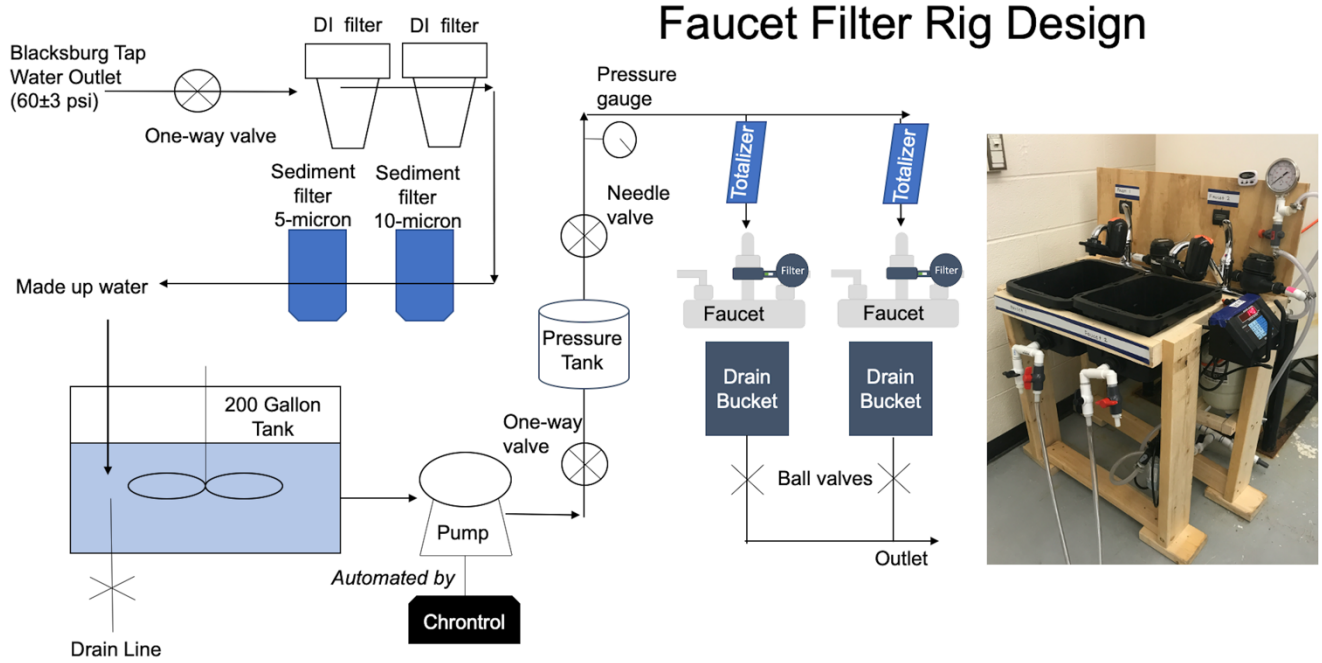 Faucet Filter Rig Design
Blacksburg Tap
Water Outlet
(60±3 psi)
One-way valve
DI filter
DI filter
Sediment
filter
5-micron
Sediment
filter
10-micron
Made up water
200 Gallon
Tank
Drain Line
Pump
Automated by
Chrontrol
One-way
valve
Pressure
Tank
Needle
valve
Pressure
gauge
Totalizer
Totalizer
Filter
Filter
Faucet
Faucet
Drain
Bucket
Drain
Bucket
Ball valves
Outlet
Faucet 2